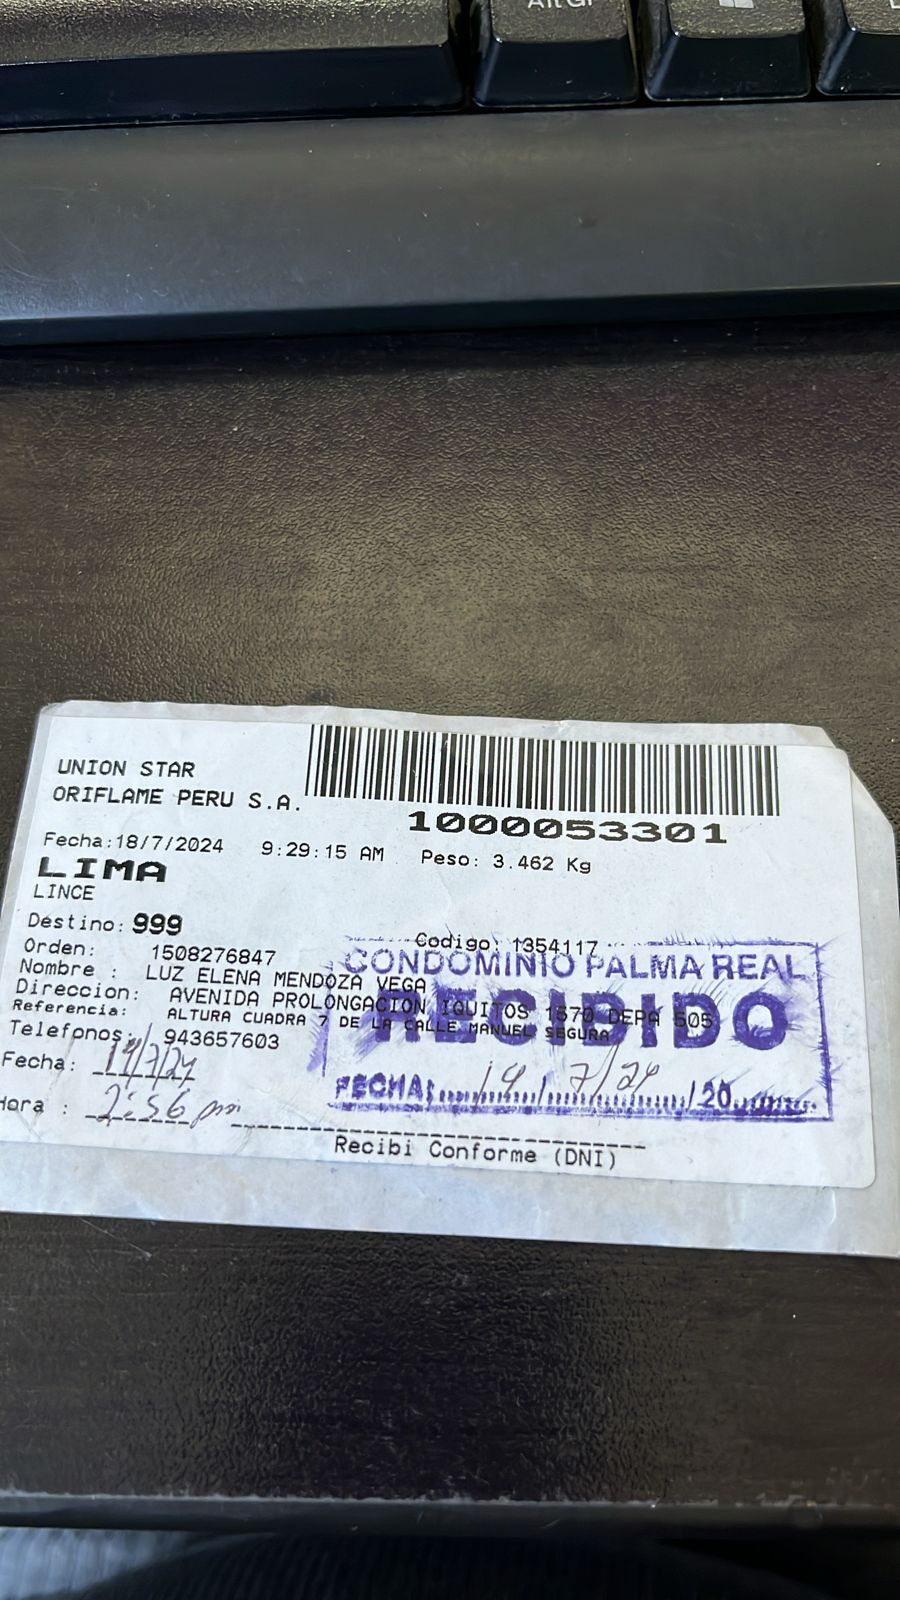 Alt Gr
UNION STAR
ORIFLAME PERU S.A.
1000053301
Fecha:18/7/2024 9:29:15 AM Peso: 3.462 Kg
LIMA
LINCE
Destino: 999
Codigo: 1354117
Orden: 1508276847
CONDOMINIO PALMA REAL
Nombre : LUZ ELENA MENDOZA VEGA
RECIBIDO
Direccion: AVENIDA PROLONGACION IQUITOS 1570 DEPA 505
Referencia: ALTURA CUADRA 7 DE LA CALLE MANUEL SEGURA
Telefonos: 943657603
Fecha: 19/7/24
FECHA: 19/ 7/24 /20
Hora : 2:56 pm
Recibi Conforme (DNI)